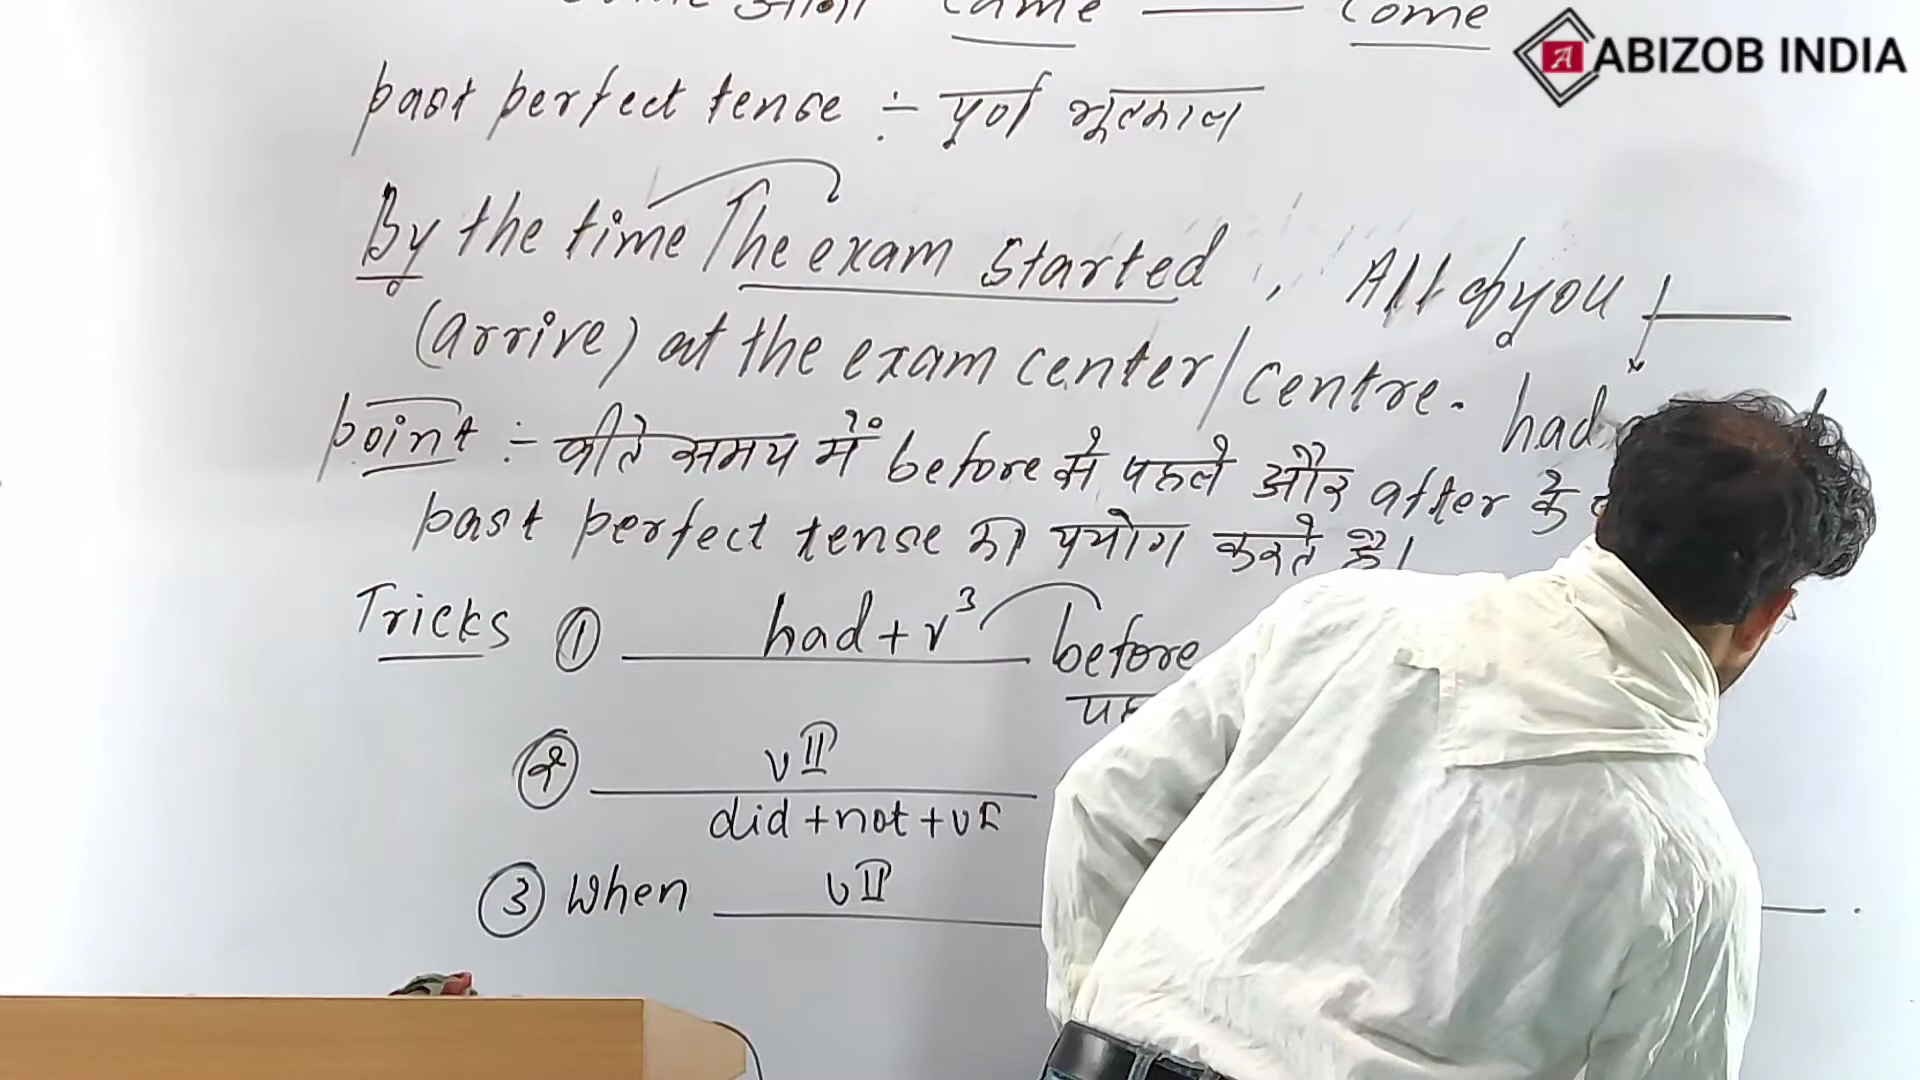 Came — Come
ABIZOB INDIA
past perfect tense ÷ पूर्ण भूतकाल
By the time The exam started, All of you ___
(arrive) at the exam center/centre. had
point ÷ बीते समय में before से पहले और after के
past perfect tense का प्रयोग करते है।
Tricks ① had+v³ before
② vII
did+not+vI
③ When vII